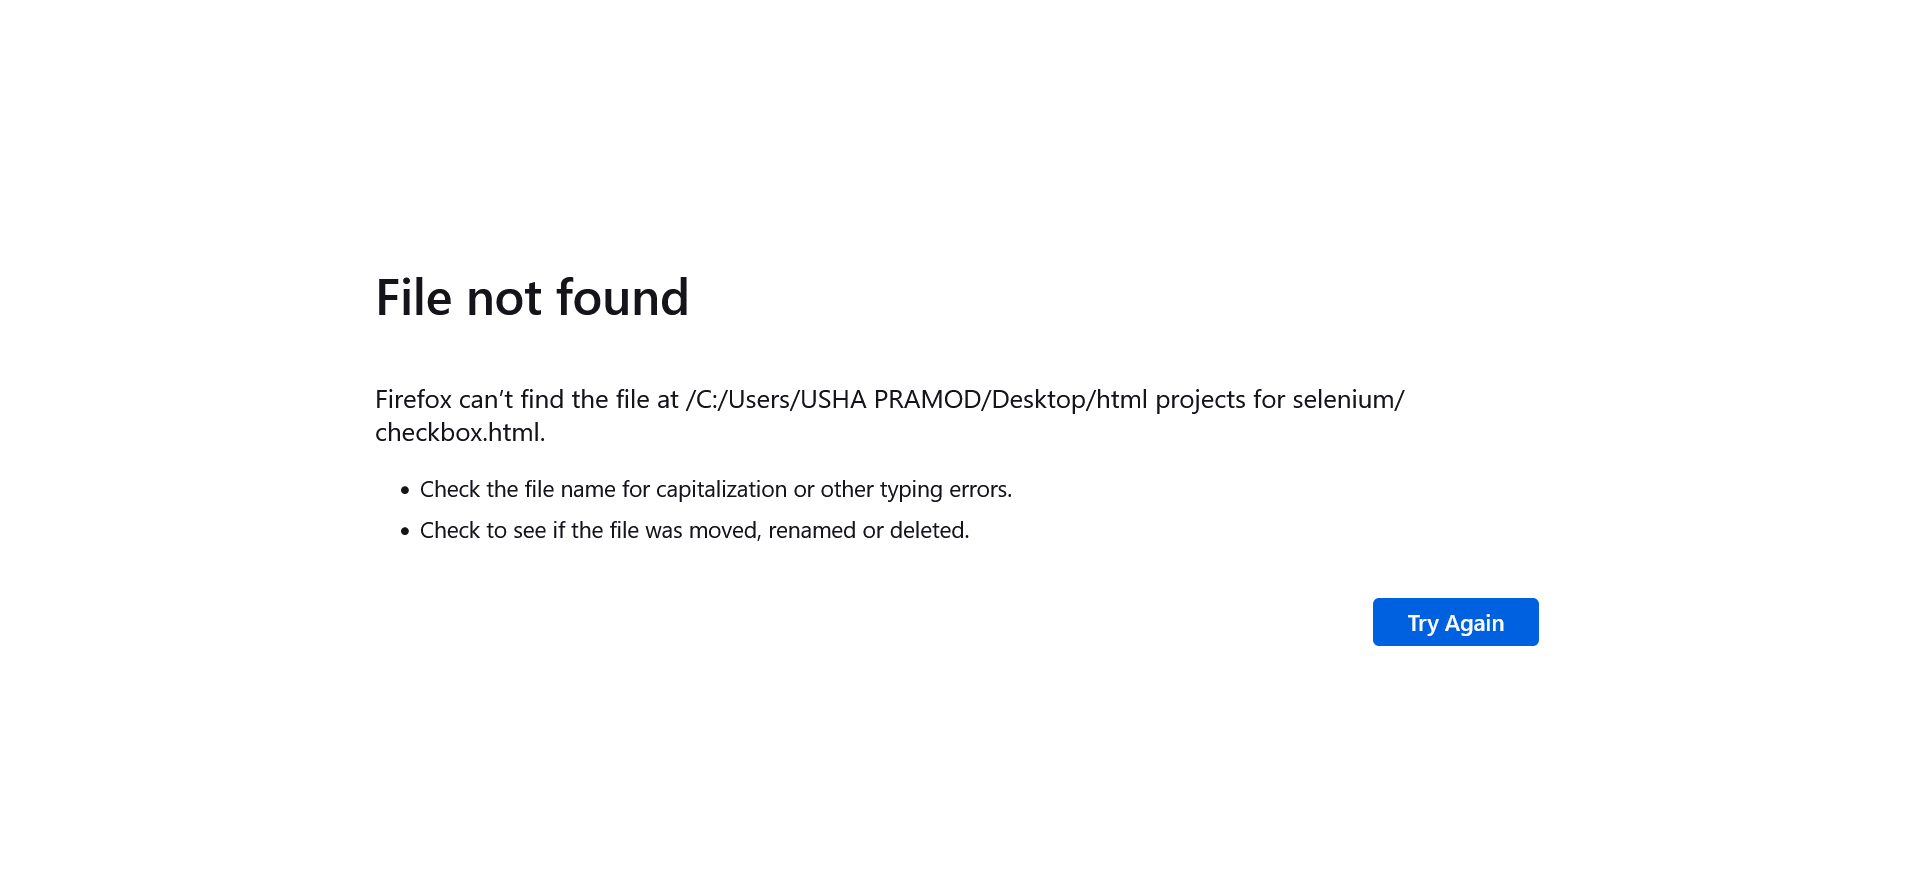 File not found
Firefox can’t find the file at /C:/Users/USHA PRAMOD/Desktop/html projects for selenium/
checkbox.html.
• Check the file name for capitalization or other typing errors.
• Check to see if the file was moved, renamed or deleted.
Try Again